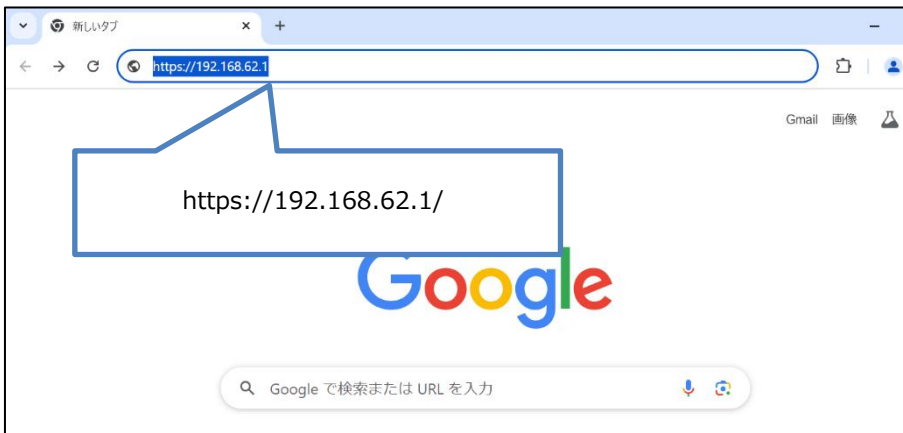 新しいタブ
https://192.168.62.1
Gmail 画像
https://192.168.62.1/
Google
Google で検索または URL を入力